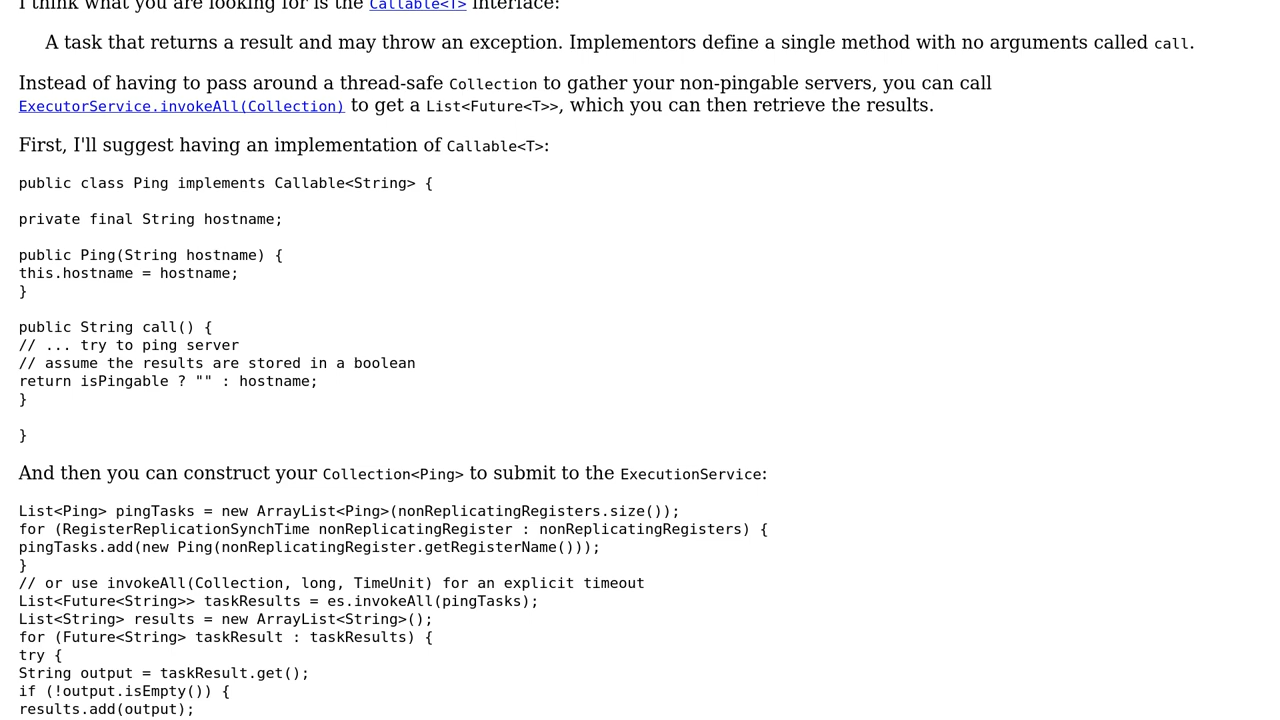 I think what you are looking for is the Callable<T> interface:
A task that returns a result and may throw an exception. Implementors define a single method with no arguments called call.
Instead of having to pass around a thread-safe Collection to gather your non-pingable servers, you can call
ExecutorService.invokeAll(Collection) to get a List<Future<T>>, which you can then retrieve the results.
First, I'll suggest having an implementation of Callable<T>:
public class Ping implements Callable<String> {
private final String hostname;
public Ping(String hostname) {
this.hostname = hostname;
}
public String call() {
// ... try to ping server
// assume the results are stored in a boolean
return isPingable ? "" : hostname;
}
}
And then you can construct your Collection<Ping> to submit to the ExecutionService:
List<Ping> pingTasks = new ArrayList<Ping>(nonReplicatingRegisters.size());
for (RegisterReplicationSynchTime nonReplicatingRegister : nonReplicatingRegisters) {
pingTasks.add(new Ping(nonReplicatingRegister.getRegisterName()));
}
// or use invokeAll(Collection, long, TimeUnit) for an explicit timeout
List<Future<String>> taskResults = es.invokeAll(pingTasks);
List<String> results = new ArrayList<String>();
for (Future<String> taskResult : taskResults) {
try {
String output = taskResult.get();
if (!output.isEmpty()) {
results.add(output);